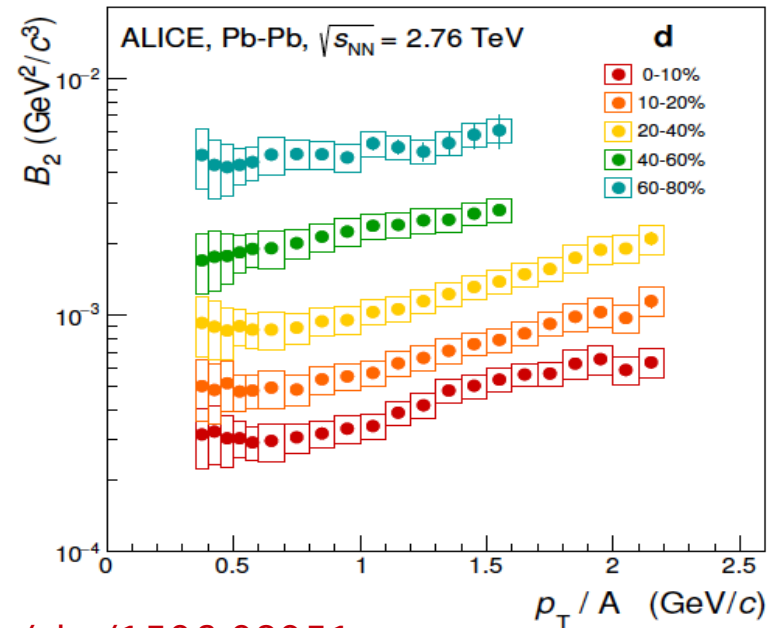 ALICE, Pb-Pb, √sNN = 2.76 TeV
d
0-10%
10-20%
20-40%
40-60%
60-80%
B2 (GeV²/c³)
10⁻²
10⁻³
10⁻⁴
0 0.5 1 1.5 2 2.5
pT / A (GeV/c)